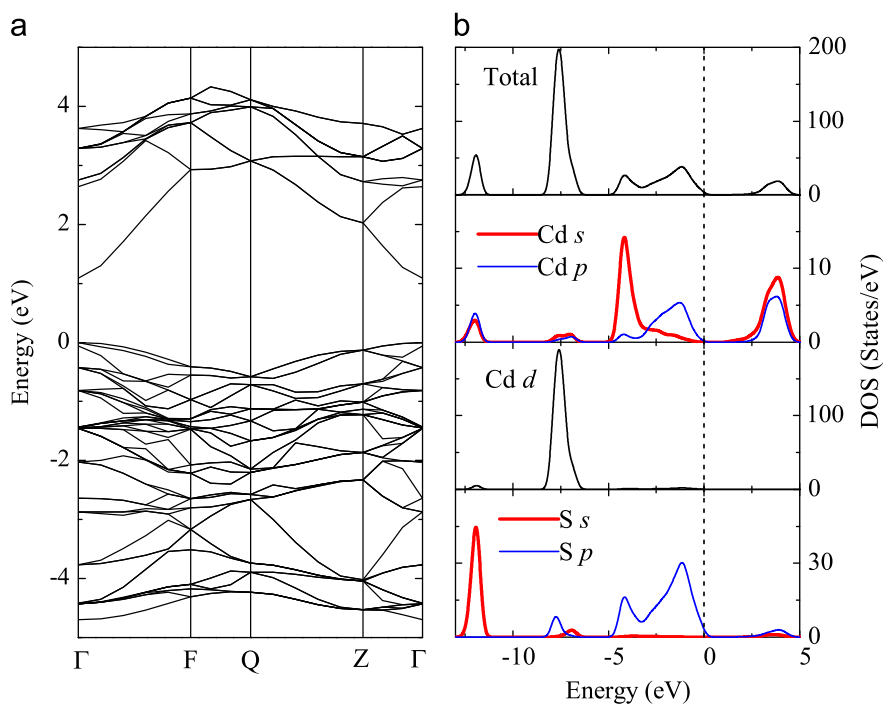 a
b
4
2
0
-2
-4
Energy (eV)
Γ
F
Q
Z
Γ
Total
200
100
0
Cd s
Cd p
10
0
Cd d
100
0
S s
S p
30
0
-10
-5
0
5
Energy (eV)
DOS (States/eV)